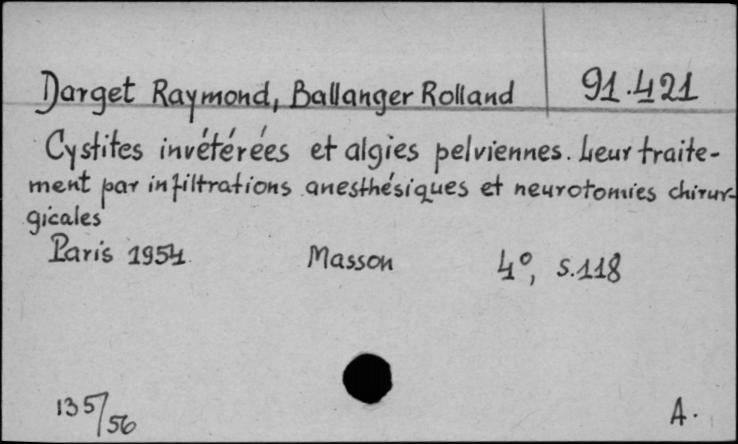 Darget Raymond, Ballanger Rolland 91.421
Cystites invétérées et algies pelviennes. Leur traite-
ment par infiltrations anesthésiques et neurotomies chirur-
gicales
Paris 1954 Masson 4°, s.118
135/56 A.